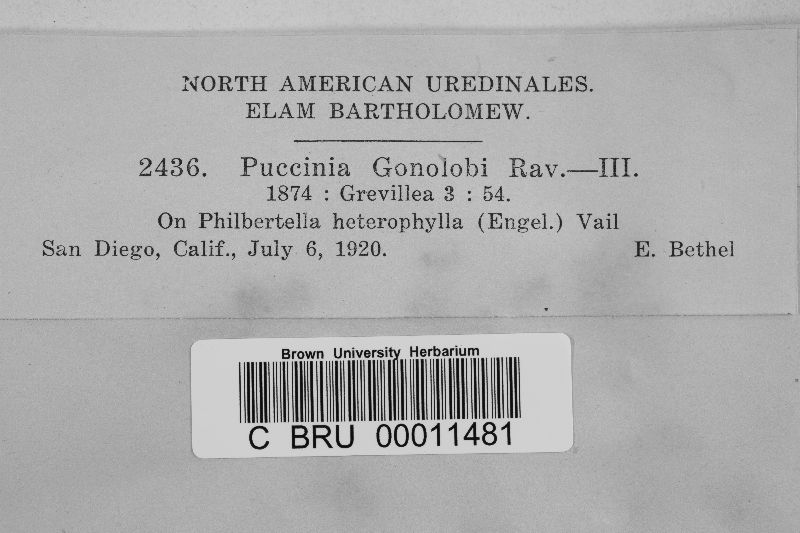 NORTH AMERICAN UREDINALES.
ELAM BARTHOLOMEW.
2436. Puccinia Gonolobi Rav.—III.
1874 : Grevillea 3 : 54.
On Philbertella heterophylla (Engel.) Vail
San Diego, Calif., July 6, 1920. E. Bethel
Brown University Herbarium
C BRU 00011481